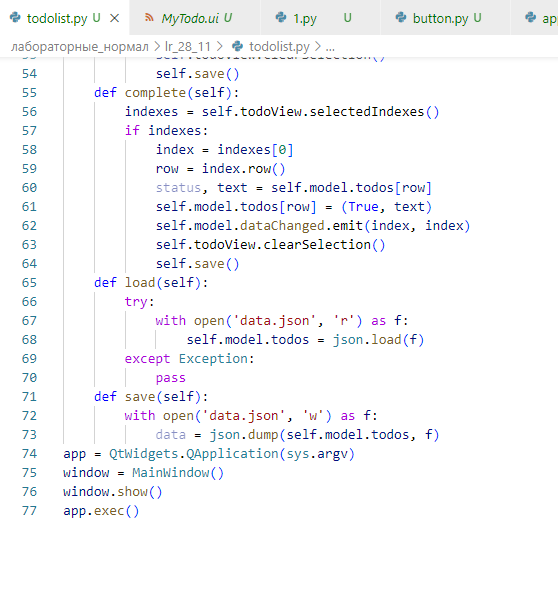 todolist.py U × MyTodo.ui U 1.py U button.py U ap
лабораторные_нормал > lr_28_11 > todolist.py > ...
53 self.todoView.clearSelection()
54 self.save()
55 def complete(self):
56 indexes = self.todoView.selectedIndexes()
57 if indexes:
58 index = indexes[0]
59 row = index.row()
60 status, text = self.model.todos[row]
61 self.model.todos[row] = (True, text)
62 self.model.dataChanged.emit(index, index)
63 self.todoView.clearSelection()
64 self.save()
65 def load(self):
66 try:
67 with open('data.json', 'r') as f:
68 self.model.todos = json.load(f)
69 except Exception:
70 pass
71 def save(self):
72 with open('data.json', 'w') as f:
73 data = json.dump(self.model.todos, f)
74 app = QtWidgets.QApplication(sys.argv)
75 window = MainWindow()
76 window.show()
77 app.exec()